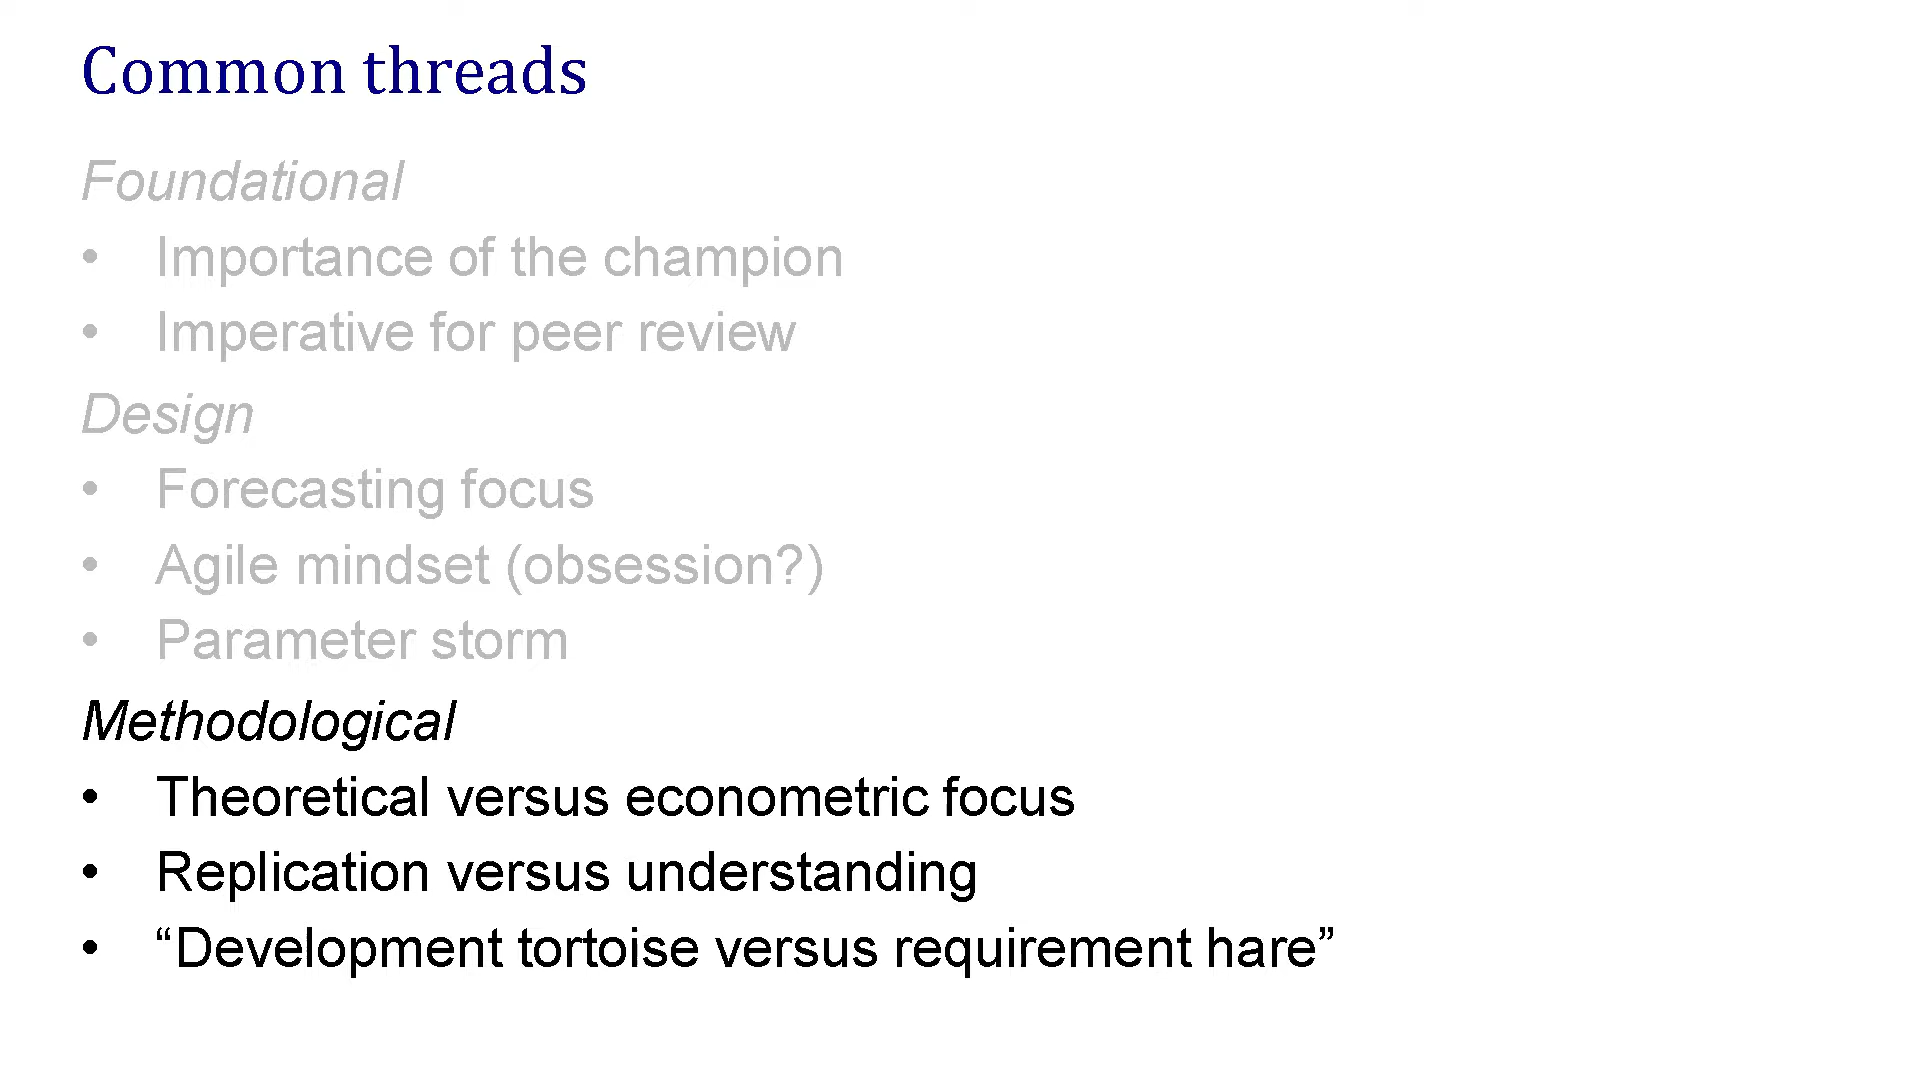 Common threads
Foundational
• Importance of the champion
• Imperative for peer review
Design
• Forecasting focus
• Agile mindset (obsession?)
• Parameter storm
Methodological
• Theoretical versus econometric focus
• Replication versus understanding
• “Development tortoise versus requirement hare”